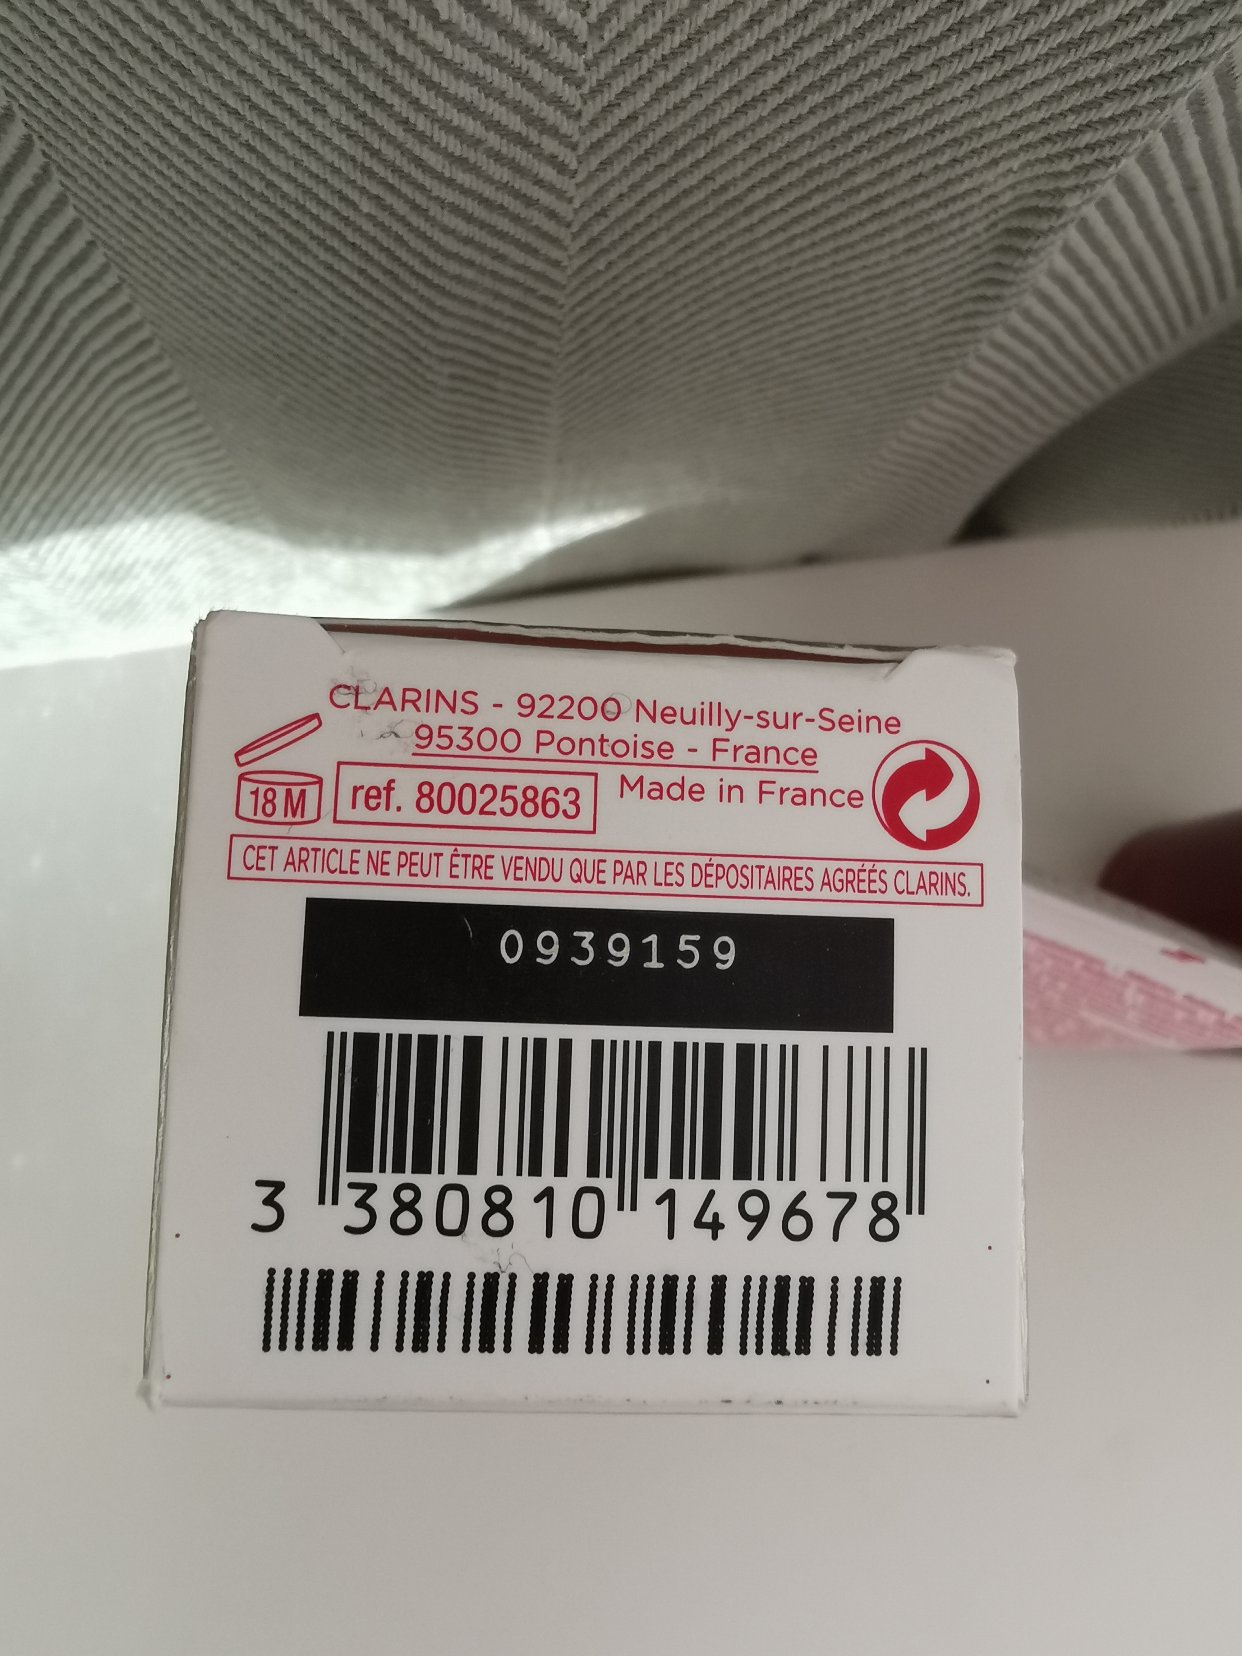 CLARINS - 92200 Neuilly-sur-Seine
95300 Pontoise - France
18 M
ref. 80025863
Made in France
CET ARTICLE NE PEUT ÊTRE VENDU QUE PAR LES DÉPOSITAIRES AGRÉÉS CLARINS.
0939159
3 380810 149678